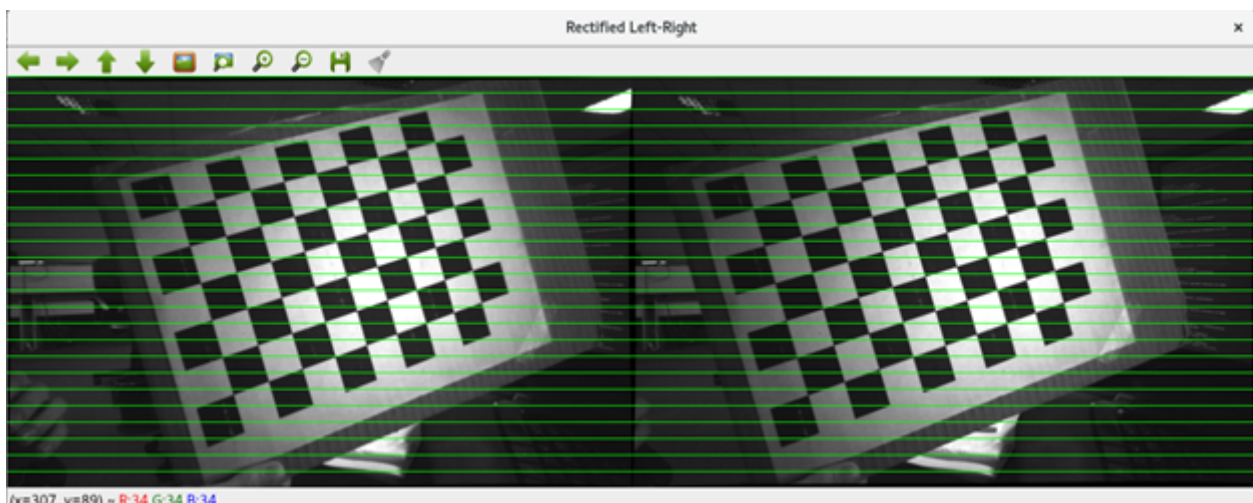 Rectified Left-Right
(x=307, y=89) ~ R:34 G:34 B:34